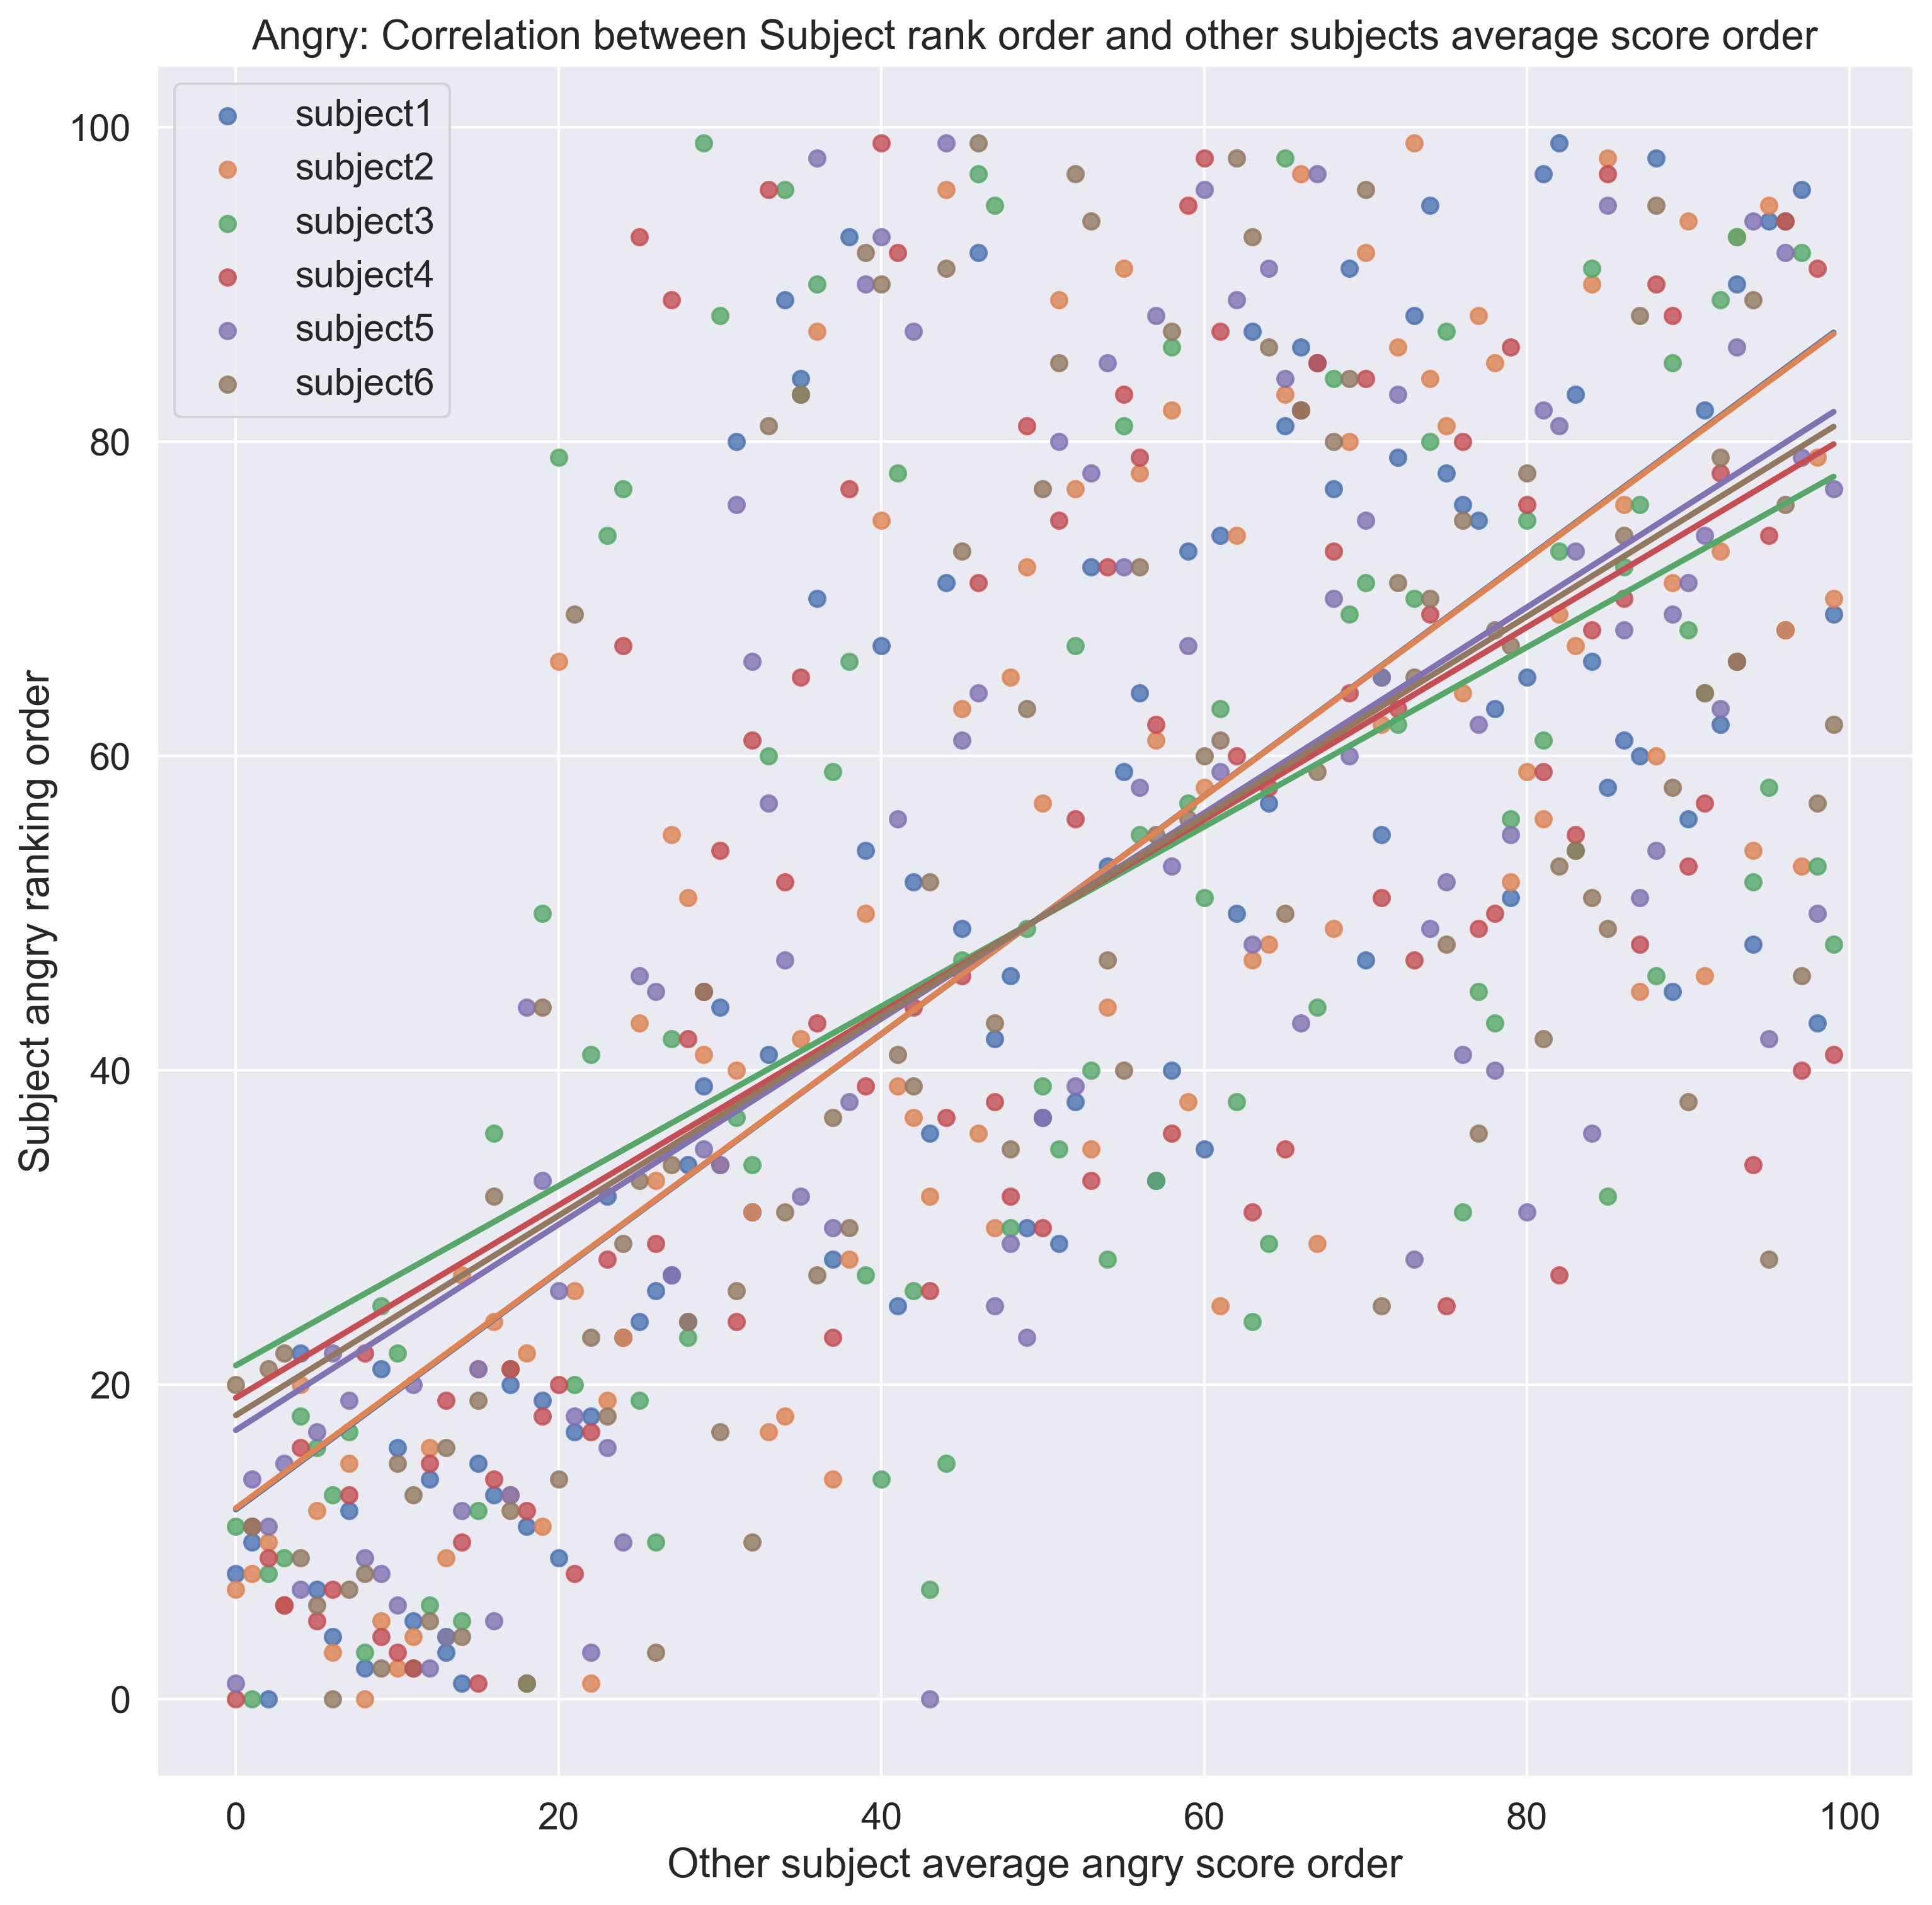 Angry: Correlation between Subject rank order and other subjects average score order
subject1
subject2
subject3
subject4
subject5
subject6
100
80
60
40
20
0
Subject angry ranking order
0 20 40 60 80 100
Other subject average angry score order